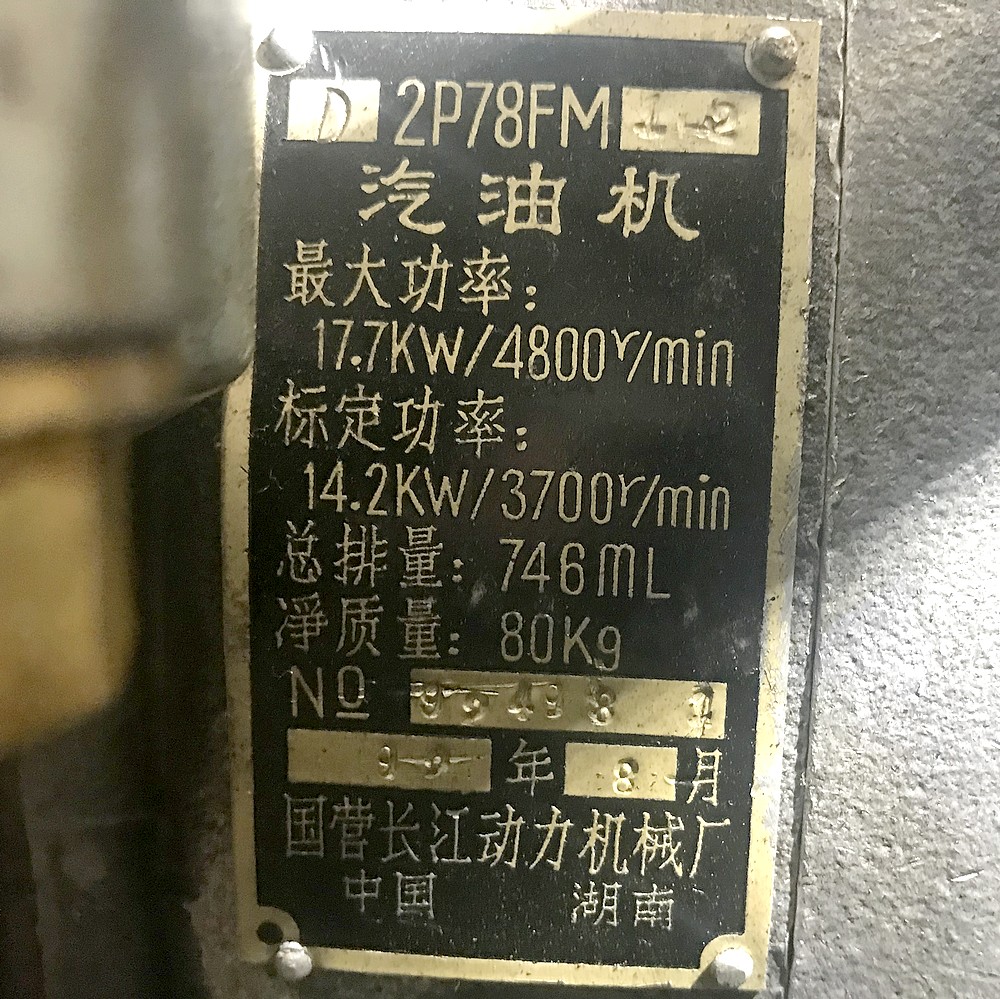 D 2P78FM 1-2
汽油机
最大功率:
17.7KW/4800r/min
标定功率:
14.2KW/3700r/min
总排量: 746mL
净质量: 80Kg
№
年 8 月
国营长江动力机械厂
中国 湖南